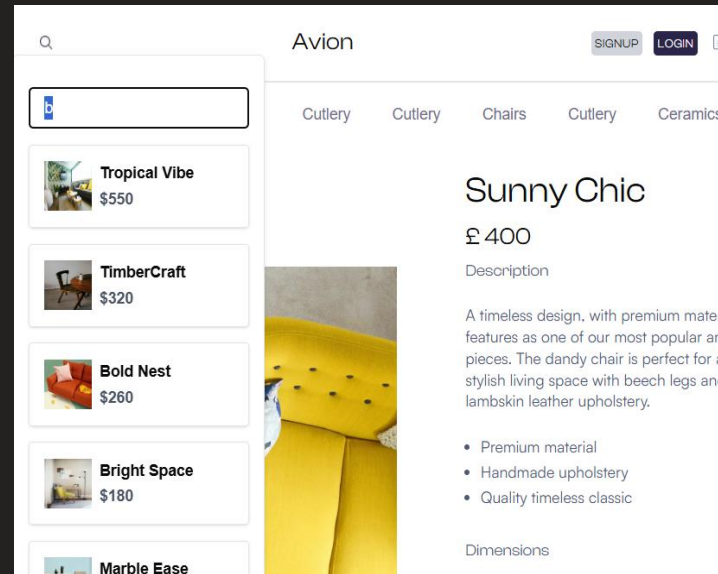 Avion
SIGNUP
LOGIN
b
Cutlery
Cutlery
Chairs
Cutlery
Ceramics
Tropical Vibe
$550
TimberCraft
$320
Bold Nest
$260
Bright Space
$180
Marble Ease
Sunny Chic
£ 400
Description
A timeless design, with premium mate
features as one of our most popular a
pieces. The dandy chair is perfect for
stylish living space with beech legs an
lambskin leather upholstery.
• Premium material
• Handmade upholstery
• Quality timeless classic
Dimensions